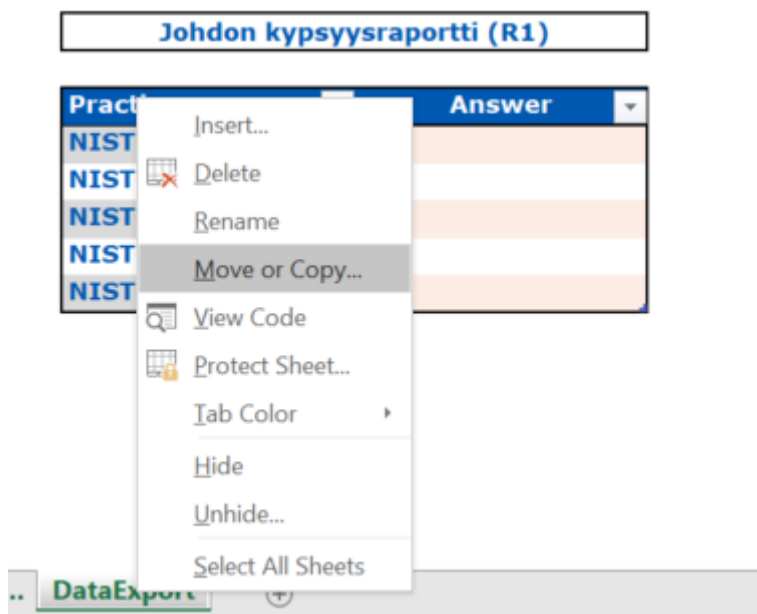 Johdon kypsyysraportti (R1)
Practi Answer
NIST
NIST
NIST
NIST
NIST
Insert...
Delete
Rename
Move or Copy...
View Code
Protect Sheet...
Tab Color
Hide
Unhide...
Select All Sheets
.. DataExport